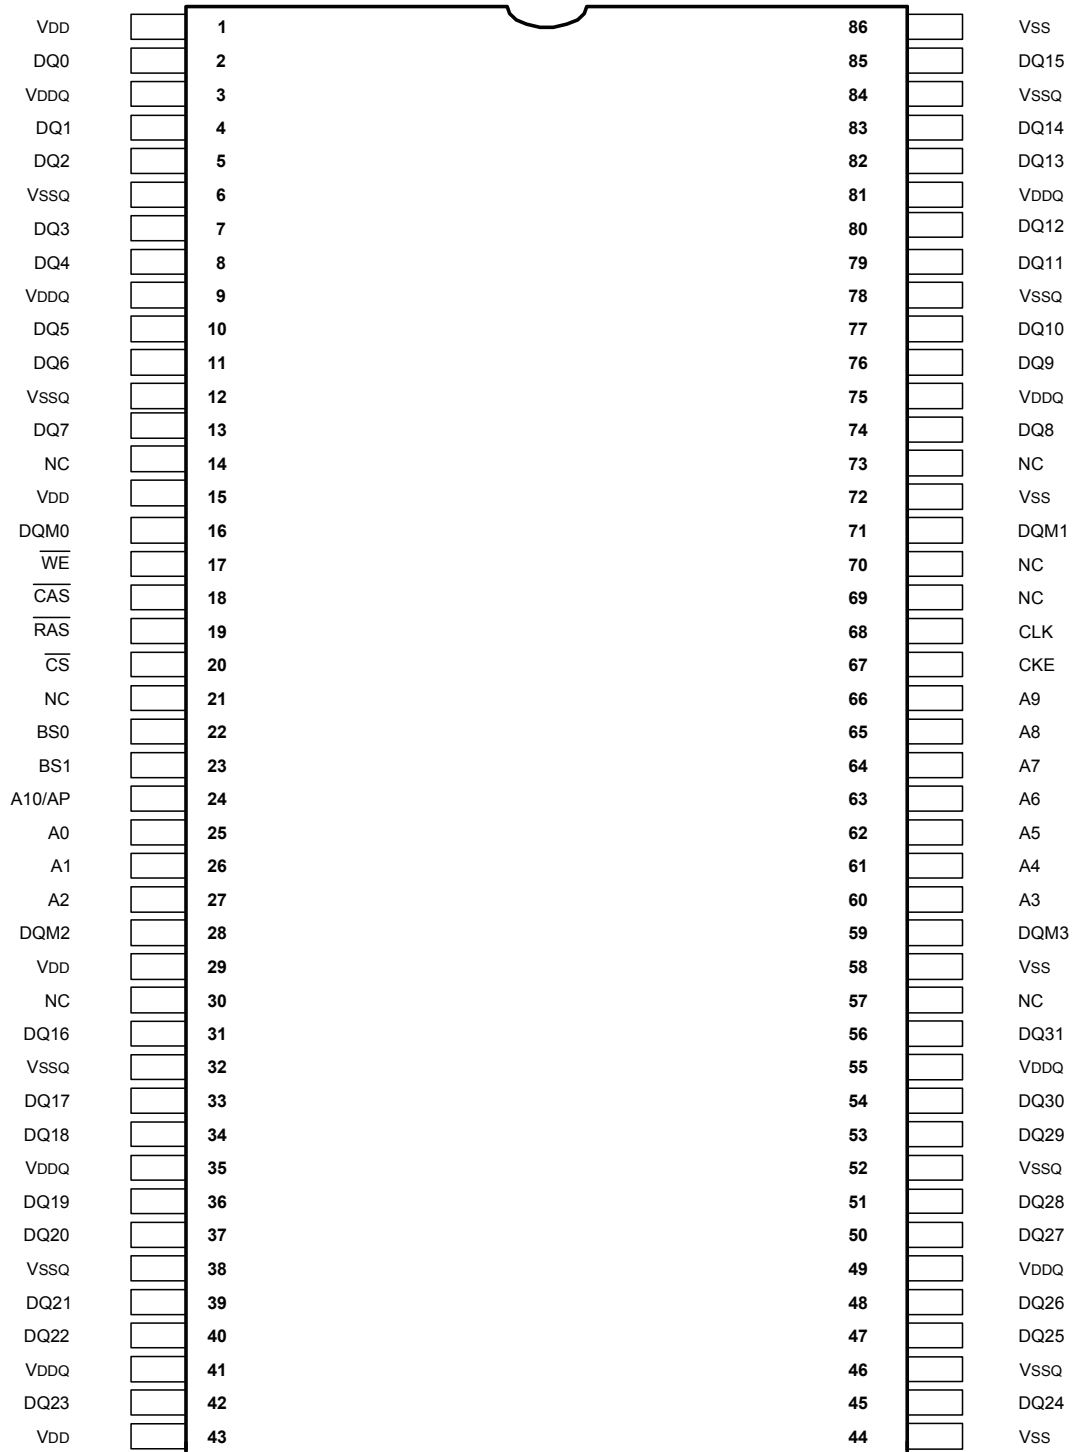 VDD 1 86 VSS
DQ0 2 85 DQ15
VDDQ 3 84 VSSQ
DQ1 4 83 DQ14
DQ2 5 82 DQ13
VSSQ 6 81 VDDQ
DQ3 7 80 DQ12
DQ4 8 79 DQ11
VDDQ 9 78 VSSQ
DQ5 10 77 DQ10
DQ6 11 76 DQ9
VSSQ 12 75 VDDQ
DQ7 13 74 DQ8
NC 14 73 NC
VDD 15 72 VSS
DQM0 16 71 DQM1
WE 17 70 NC
CAS 18 69 NC
RAS 19 68 CLK
CS 20 67 CKE
NC 21 66 A9
BS0 22 65 A8
BS1 23 64 A7
A10/AP 24 63 A6
A0 25 62 A5
A1 26 61 A4
A2 27 60 A3
DQM2 28 59 DQM3
VDD 29 58 VSS
NC 30 57 NC
DQ16 31 56 DQ31
VSSQ 32 55 VDDQ
DQ17 33 54 DQ30
DQ18 34 53 DQ29
VDDQ 35 52 VSSQ
DQ19 36 51 DQ28
DQ20 37 50 DQ27
VSSQ 38 49 VDDQ
DQ21 39 48 DQ26
DQ22 40 47 DQ25
VDDQ 41 46 VSSQ
DQ23 42 45 DQ24
VDD 43 44 VSS